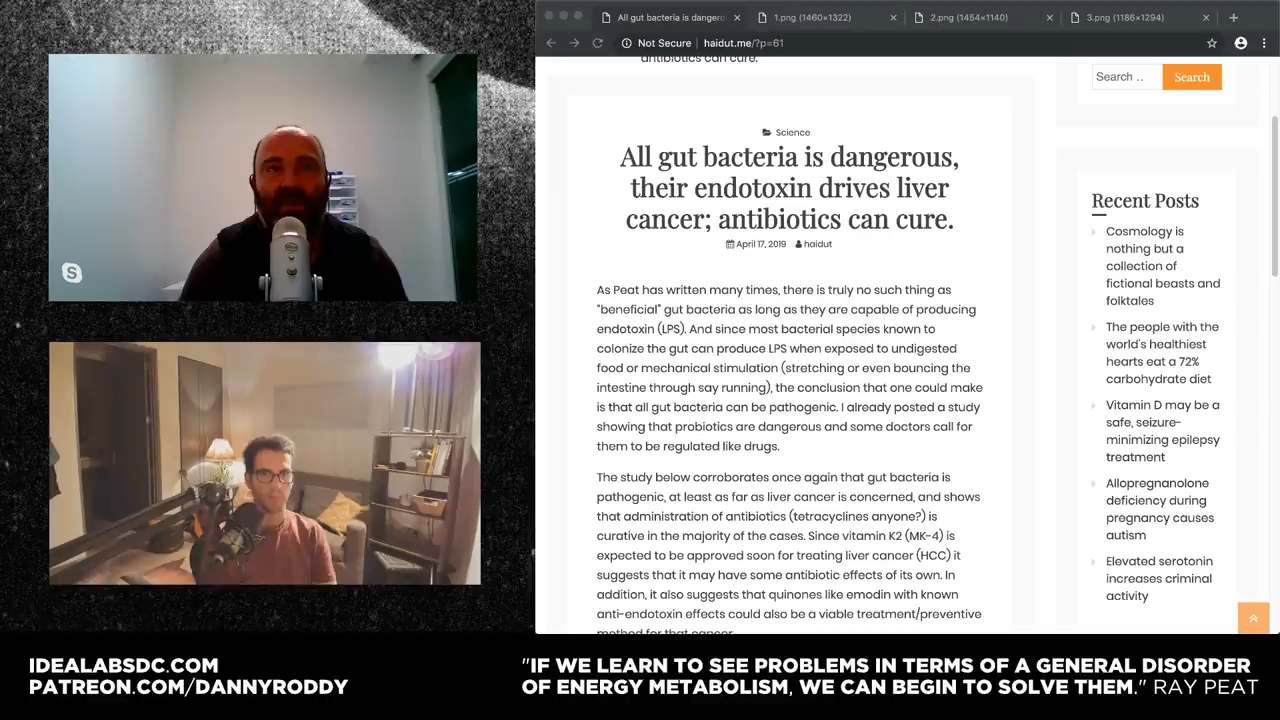 All gut bacteria is dangero
1.png (1460×1322)
2.png (1454×1140)
3.png (1186×1294)
Not Secure
haidut.me/?p=61
antibiotics can cure.
Search ..
Search
Science
All gut bacteria is dangerous,
their endotoxin drives liver
cancer; antibiotics can cure.
April 17, 2019
haidut
As Peat has written many times, there is truly no such thing as
"beneficial" gut bacteria as long as they are capable of producing
endotoxin (LPS). And since most bacterial species known to
colonize the gut can produce LPS when exposed to undigested
food or mechanical stimulation (stretching or even bouncing the
intestine through say running), the conclusion that one could make
is that all gut bacteria can be pathogenic. I already posted a study
showing that probiotics are dangerous and some doctors call for
them to be regulated like drugs.
The study below corroborates once again that gut bacteria is
pathogenic, at least as far as liver cancer is concerned, and shows
that administration of antibiotics (tetracyclines anyone?) is
curative in the majority of the cases. Since vitamin K2 (MK-4) is
expected to be approved soon for treating liver cancer (HCC) it
suggests that it may have some antibiotic effects of its own. In
addition, it also suggests that quinones like emodin with known
anti-endotoxin effects could also be a viable treatment/preventive
method for that cancer.
Recent Posts
Cosmology is
nothing but a
collection of
fictional beasts and
folktales
The people with the
world's healthiest
hearts eat a 72%
carbohydrate diet
Vitamin D may be a
safe, seizure-
minimizing epilepsy
treatment
Allopregnanolone
deficiency during
pregnancy causes
autism
Elevated serotonin
increases criminal
activity
IDEALABSDC.COM
PATREON.COM/DANNYRODDY
"IF WE LEARN TO SEE PROBLEMS IN TERMS OF A GENERAL DISORDER
OF ENERGY METABOLISM, WE CAN BEGIN TO SOLVE THEM." RAY PEAT